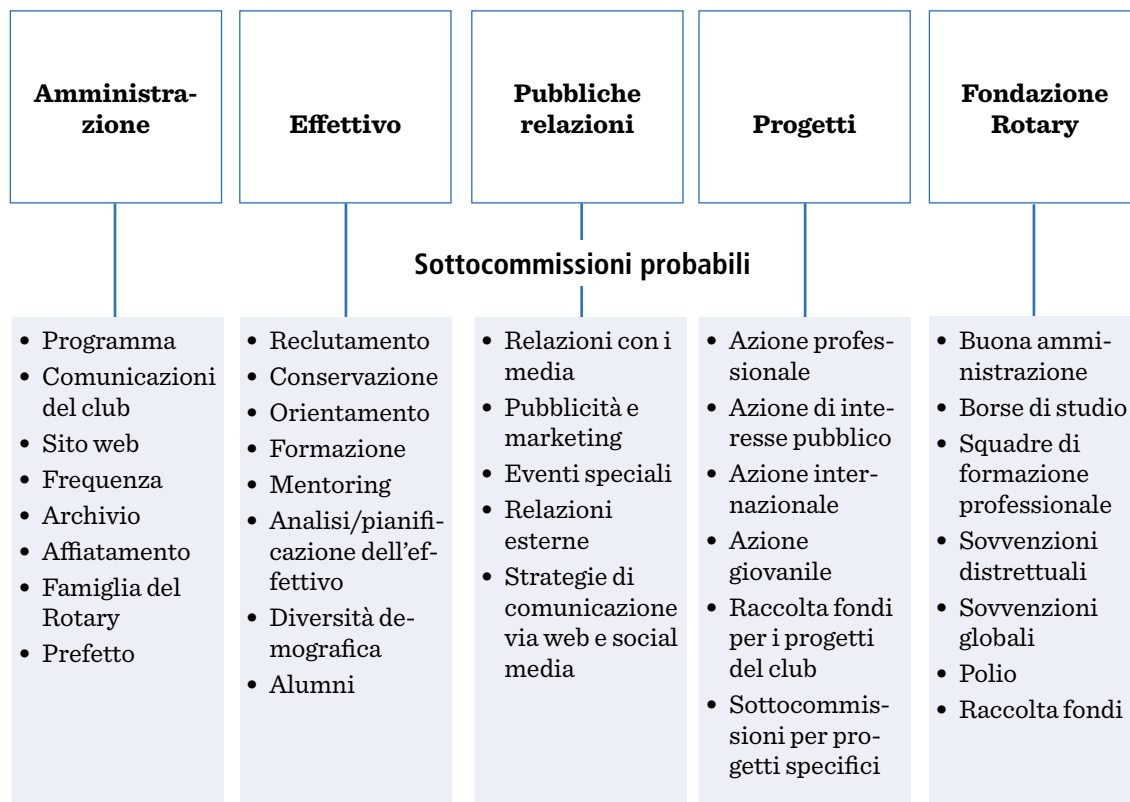 Amministra-
zione
Effettivo
Pubbliche
relazioni
Progetti
Fondazione
Rotary
Sottocommissioni probabili
• Programma
• Comunicazioni
del club
• Sito web
• Frequenza
• Archivio
• Affiatamento
• Famiglia del
Rotary
• Prefetto
• Reclutamento
• Conservazione
• Orientamento
• Formazione
• Mentoring
• Analisi/pianifi-
cazione dell’ef-
fettivo
• Diversità de-
mografica
• Alumni
• Relazioni con i
media
• Pubblicità e
marketing
• Eventi speciali
• Relazioni
esterne
• Strategie di
comunicazione
via web e social
media
• Azione profes-
sionale
• Azione di inte-
resse pubblico
• Azione inter-
nazionale
• Azione
giovanile
• Raccolta fondi
per i progetti
del club
• Sottocommis-
sioni per pro-
getti specifici
• Buona ammi-
nistrazione
• Borse di studio
• Squadre di
formazione
professionale
• Sovvenzioni
distrettuali
• Sovvenzioni
globali
• Polio
• Raccolta fondi